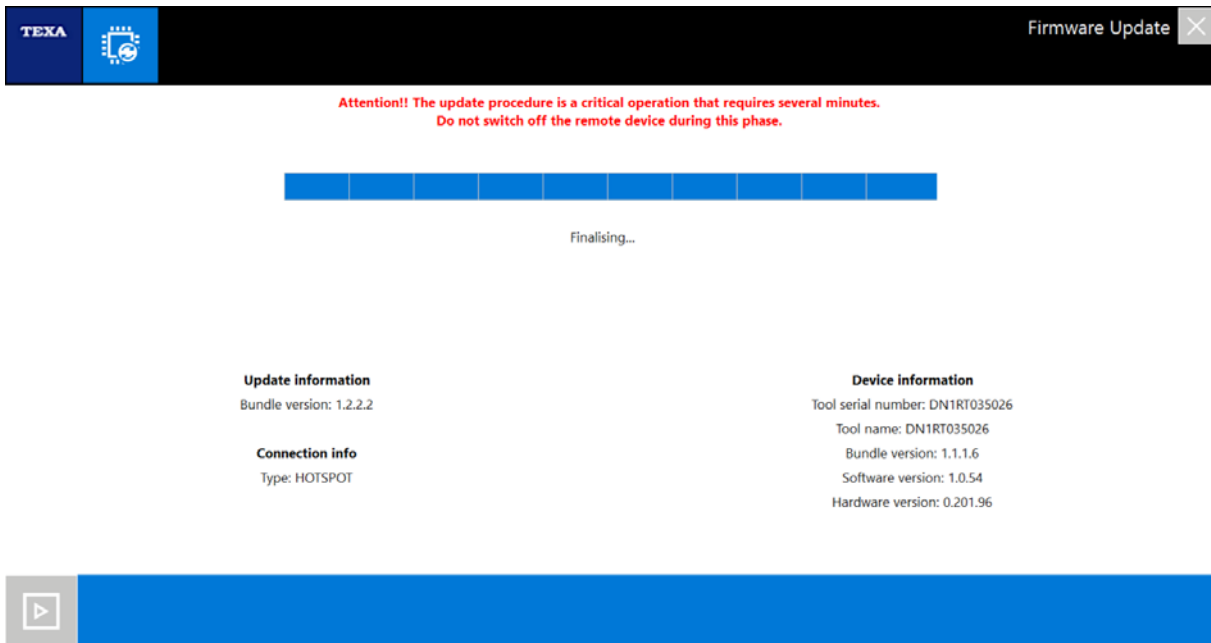 TEXA
Firmware Update
Attention!! The update procedure is a critical operation that requires several minutes.
Do not switch off the remote device during this phase.
Finalising...
Update information
Bundle version: 1.2.2.2
Connection info
Type: HOTSPOT
Device information
Tool serial number: DN1RT035026
Tool name: DN1RT035026
Bundle version: 1.1.1.6
Software version: 1.0.54
Hardware version: 0.201.96